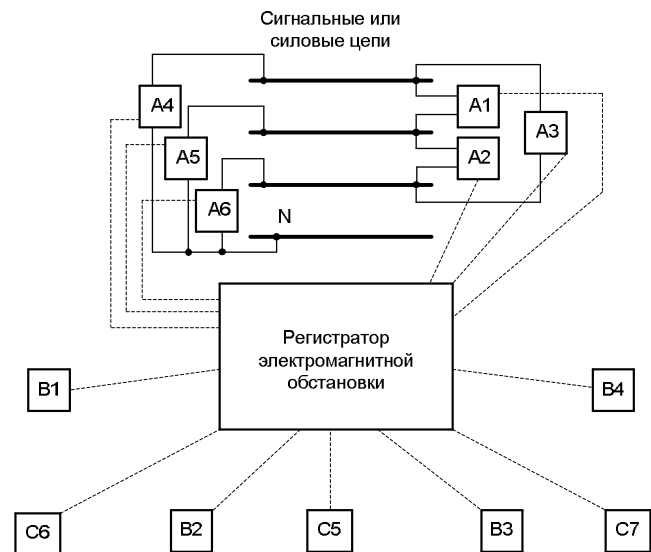 Сигнальные или
силовые цепи
A4
A1
A3
A5
A2
A6
N
Регистратор
электромагнитной
обстановки
B1
B4
C6
B2
C5
B3
C7